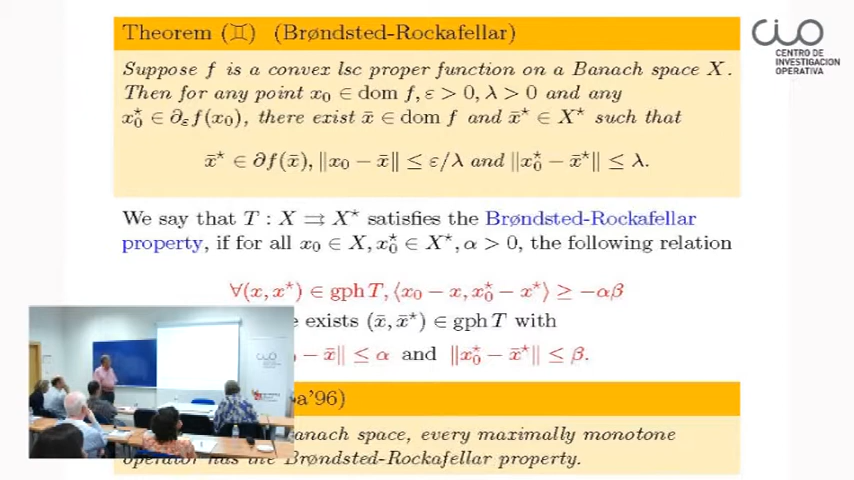 Theorem (♊) (Brøndsted-Rockafellar)
Suppose f is a convex lsc proper function on a Banach space X.
Then for any point x₀ ∈ dom f, ε > 0, λ > 0 and any
x₀* ∈ ∂_ε f(x₀), there exist x̄ ∈ dom f and x̄* ∈ X* such that
x̄* ∈ ∂f(x̄), ‖x₀ − x̄‖ ≤ ε/λ and ‖x₀* − x̄*‖ ≤ λ.
We say that T : X ⇉ X* satisfies the Brøndsted-Rockafellar
property, if for all x₀ ∈ X, x₀* ∈ X*, α > 0, the following relation
∀(x, x*) ∈ gph T, ⟨x₀ − x, x₀* − x*⟩ ≥ −αβ
exists (x̄, x̄*) ∈ gph T with
− x̄‖ ≤ α and ‖x₀* − x̄*‖ ≤ β.
'96)
Banach space, every maximally monotone
operator has the Brøndsted-Rockafellar property.
CIO
CENTRO DE
INVESTIGACION
OPERATIVA